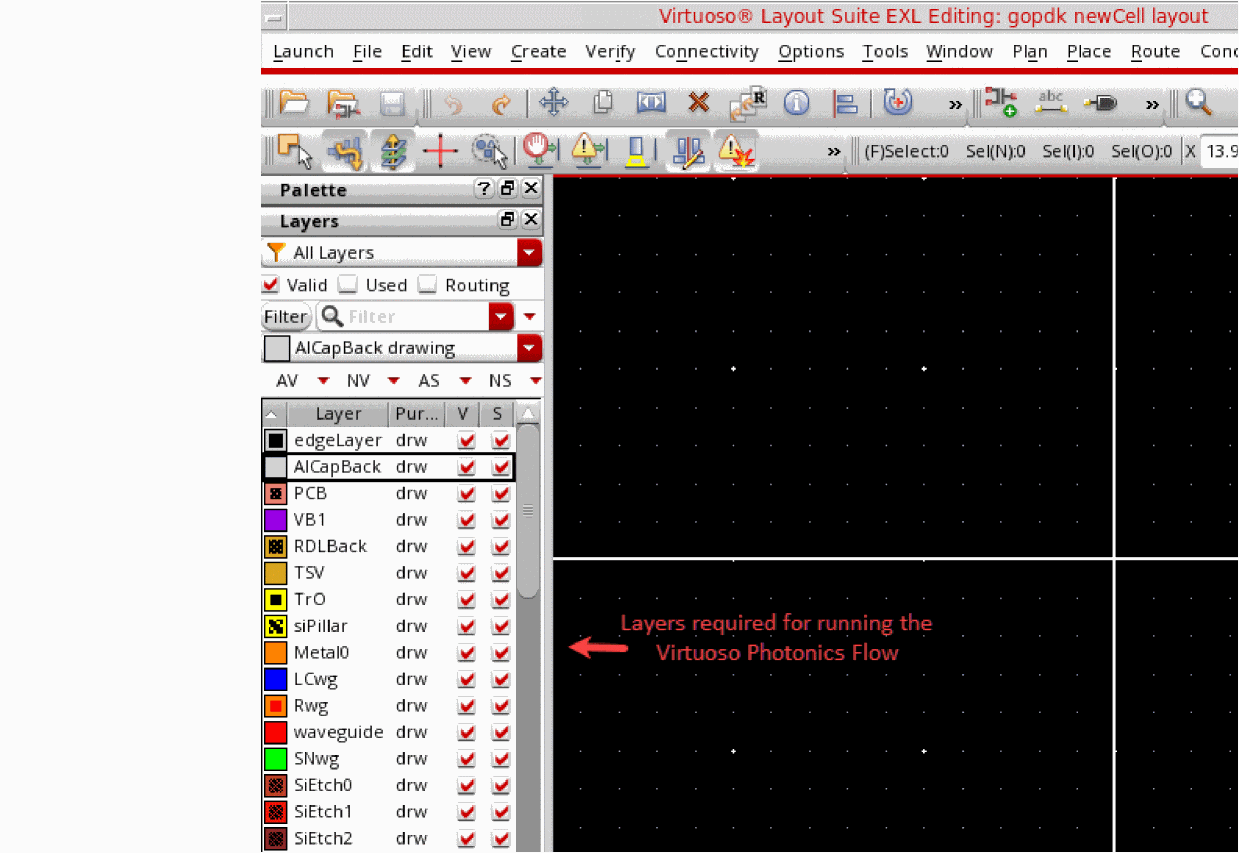 Virtuoso® Layout Suite EXL Editing: gopdk newCell layout
Launch File Edit View Create Verify Connectivity Options Tools Window Plan Place Route Conc
R abc
(F)Select:0 Sel(N):0 Sel(I):0 Sel(O):0 X 13.9
Palette
Layers
All Layers
Valid Used Routing
Filter Filter
AlCapBack drawing
AV NV AS NS
Layer Pur... V S
edgeLayer drw
AlCapBack drw
PCB drw
VB1 drw
RDLBack drw
TSV drw
TrO drw
siPillar drw
Metal0 drw
LCwg drw
Rwg drw
waveguide drw
SNwg drw
SiEtch0 drw
SiEtch1 drw
SiEtch2 drw
Layers required for running the
Virtuoso Photonics Flow